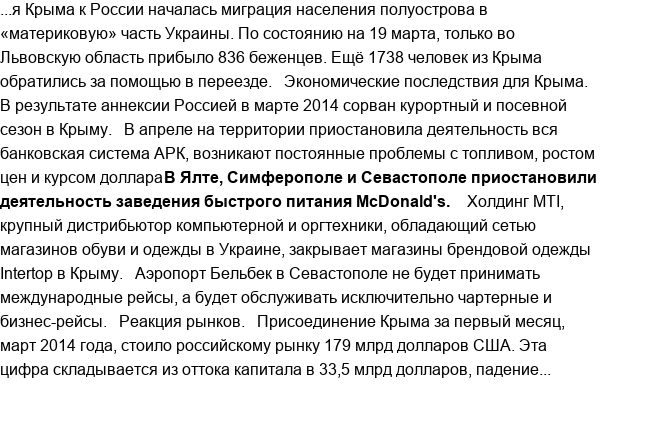 ...я Крыма к России началась миграция населения полуострова в
«материковую» часть Украины. По состоянию на 19 марта, только во
Львовскую область прибыло 836 беженцев. Ещё 1738 человек из Крыма
обратились за помощью в переезде. Экономические последствия для Крыма.
В результате аннексии Россией в марте 2014 сорван курортный и посевной
сезон в Крыму. В апреле на территории приостановила деятельность вся
банковская система АРК, возникают постоянные проблемы с топливом, ростом
цен и курсом доллараВ Ялте, Симферополе и Севастополе приостановили
деятельность заведения быстрого питания McDonald's. Холдинг MTI,
крупный дистрибьютор компьютерной и оргтехники, обладающий сетью
магазинов обуви и одежды в Украине, закрывает магазины брендовой одежды
Intertop в Крыму. Аэропорт Бельбек в Севастополе не будет принимать
международные рейсы, а будет обслуживать исключительно чартерные и
бизнес-рейсы. Реакция рынков. Присоединение Крыма за первый месяц,
март 2014 года, стоило российскому рынку 179 млрд долларов США. Эта
цифра складывается из оттока капитала в 33,5 млрд долларов, падение...